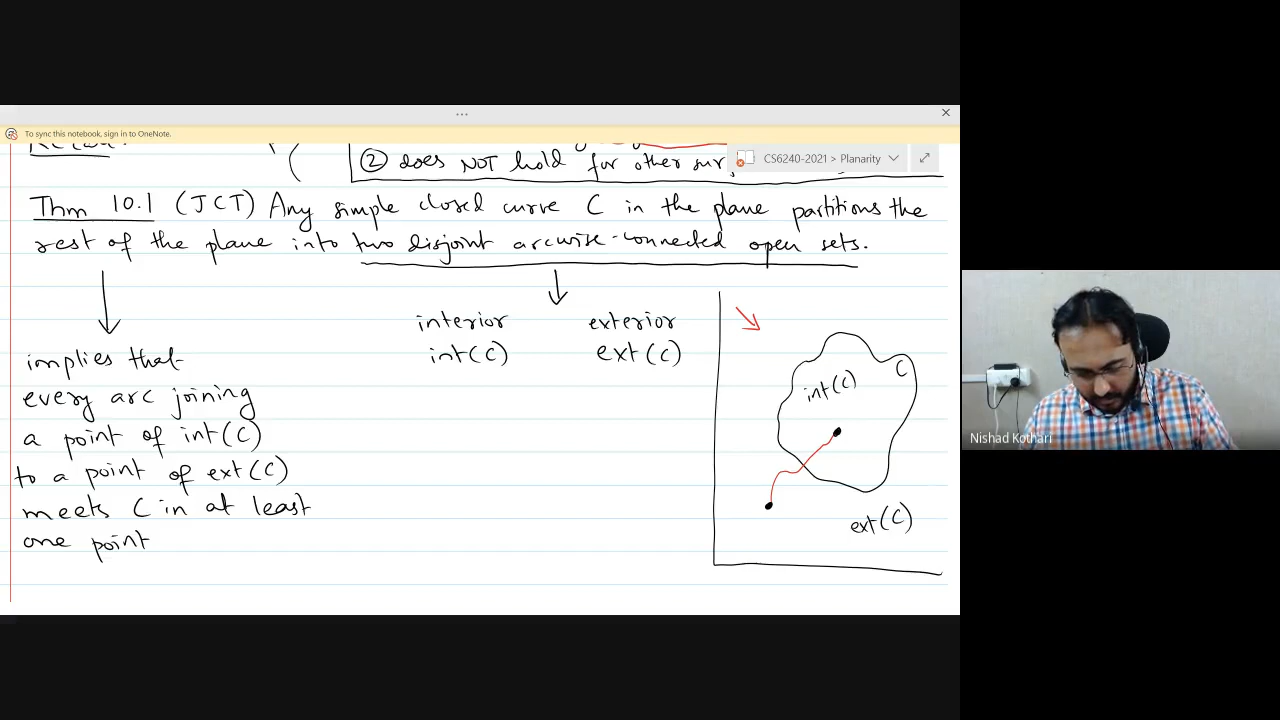 To sync this notebook, sign in to OneNote.
② does NOT hold for other
CS6240-2021 > Planarity
Thm 10.1 (JCT) Any simple closed curve C in the plane partitions the
rest of the plane into two disjoint arcwise-connected open sets.
interior exterior
int(C) ext(C)
implies that
every arc joining
a point of int(C)
to a point of ext(C)
meets C in at least
one point
C
int(C)
ext(C)
Nishad Kothari